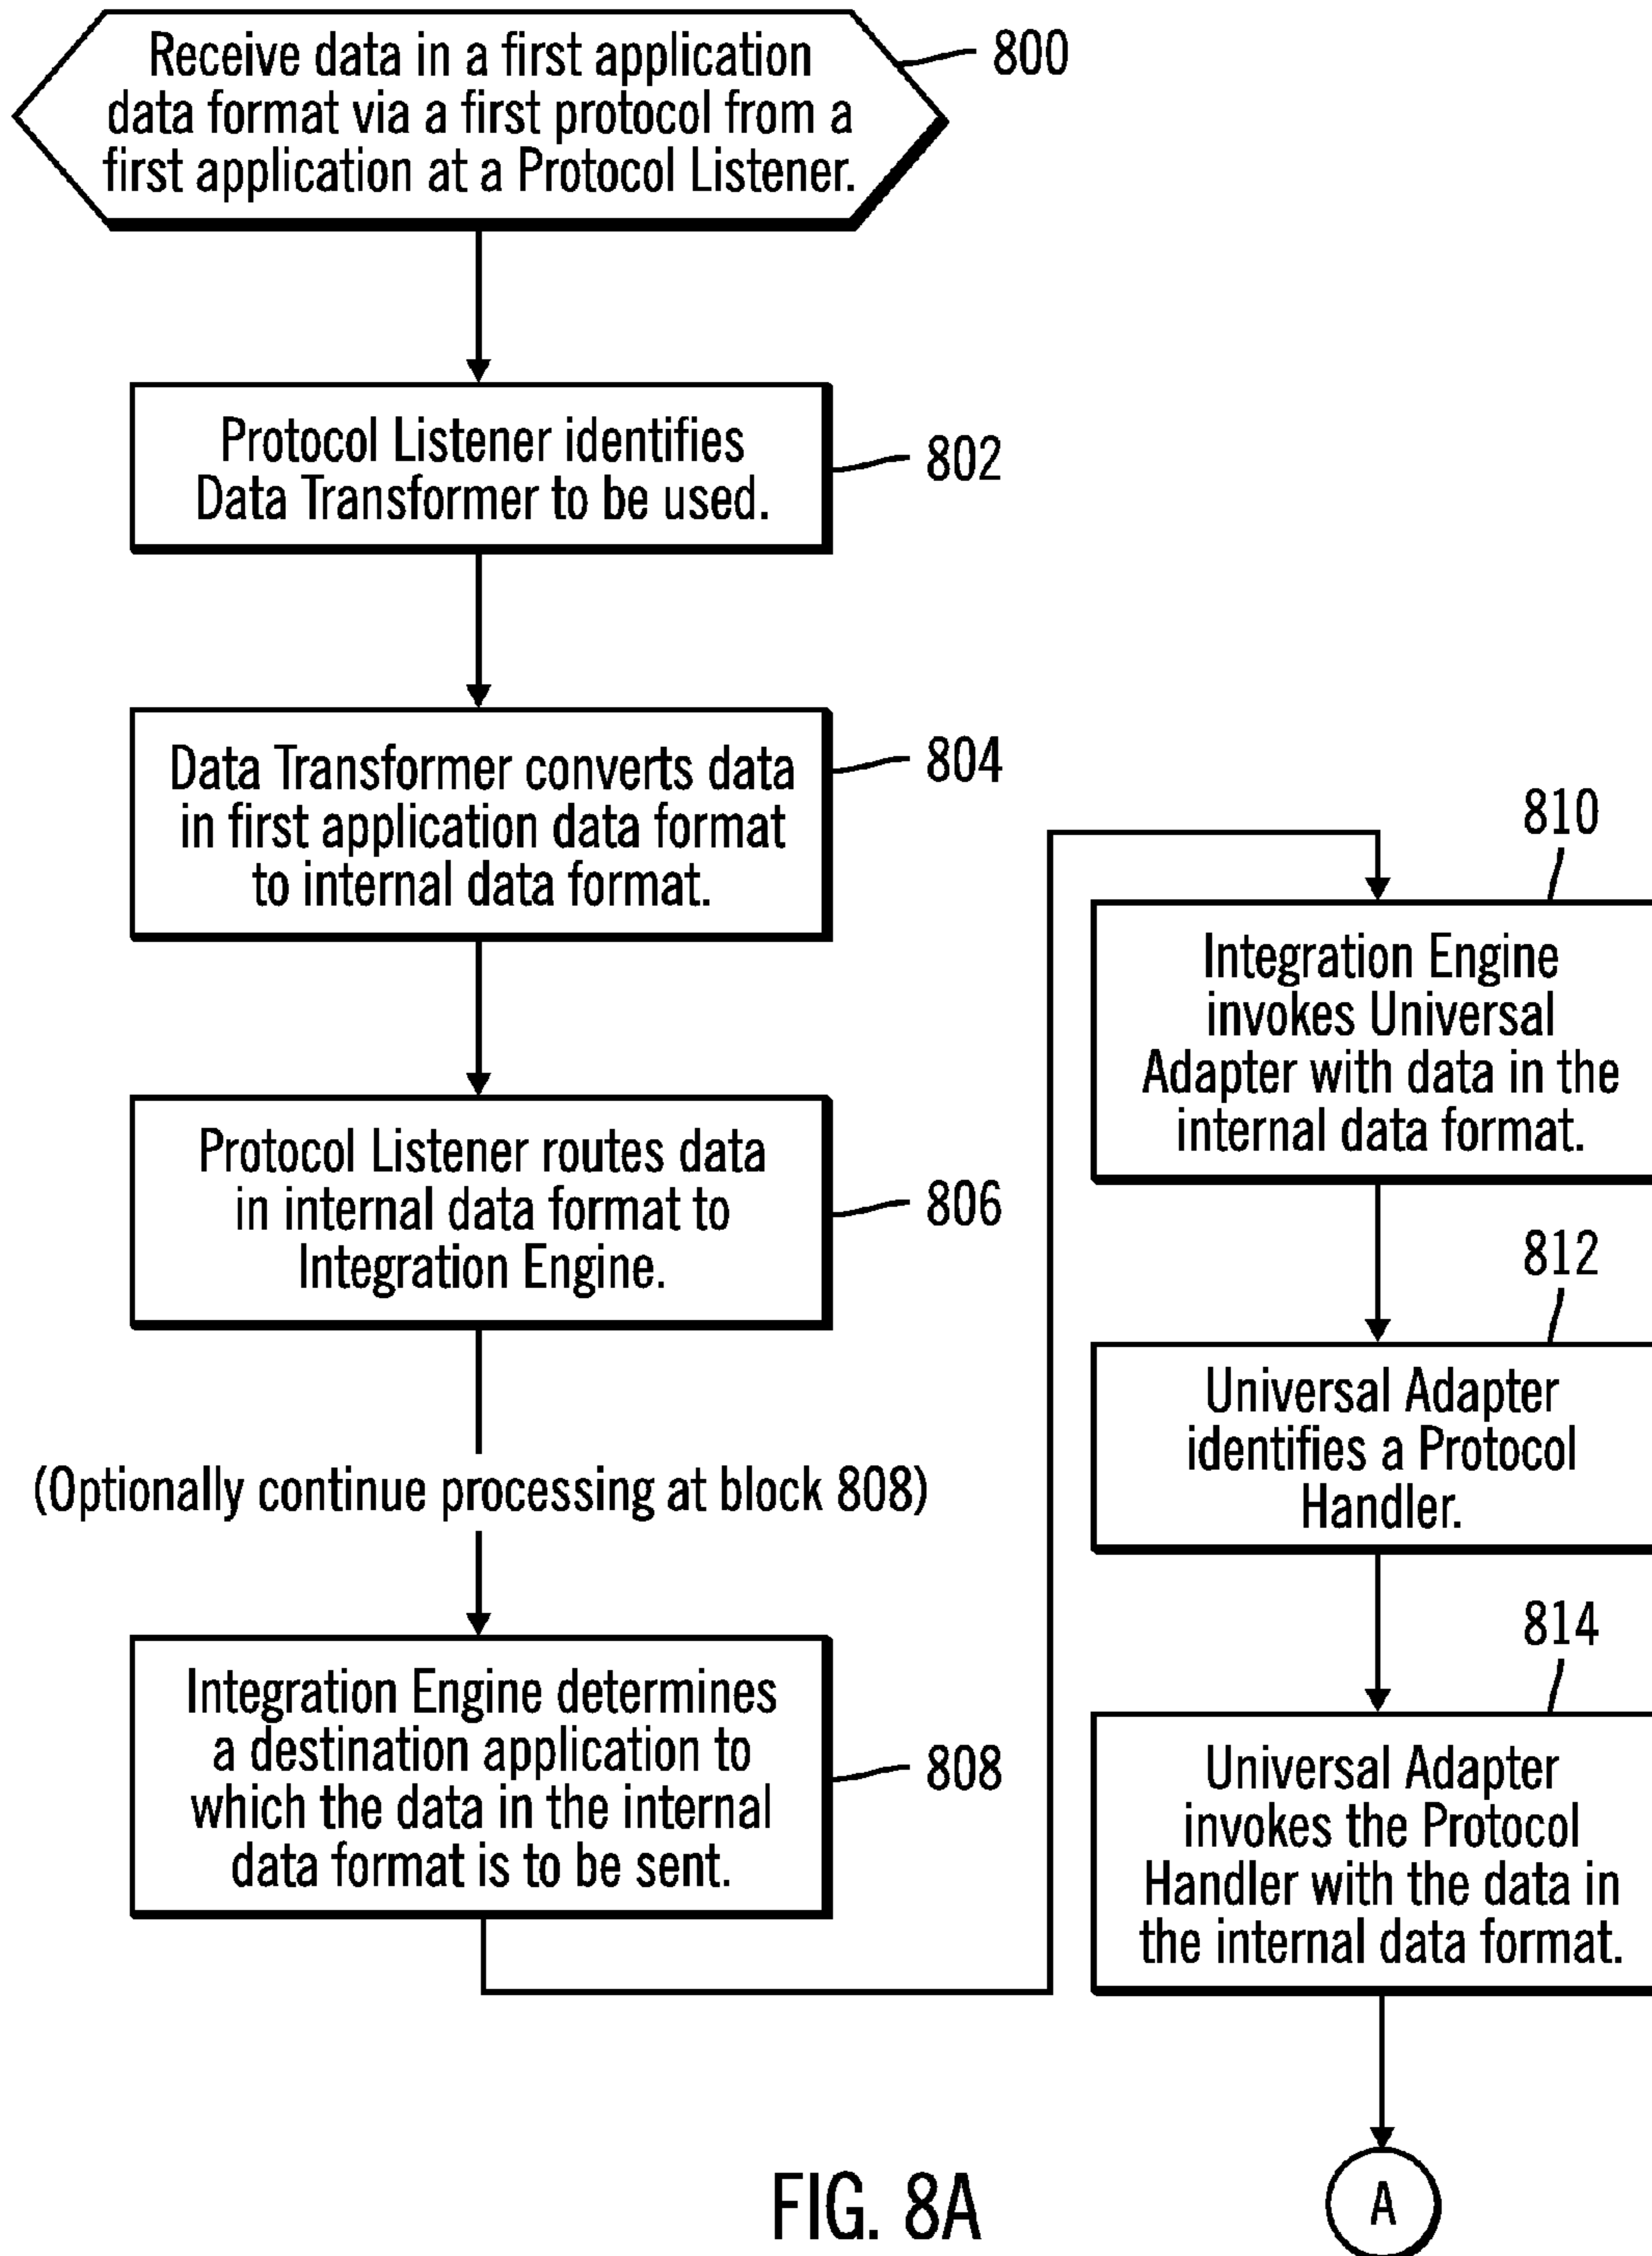 Receive data in a first application
data format via a first protocol from a
first application at a Protocol Listener.
800
Protocol Listener identifies
Data Transformer to be used.
802
Data Transformer converts data
in first application data format
to internal data format.
804
Protocol Listener routes data
in internal data format to
Integration Engine.
806
(Optionally continue processing at block 808)
Integration Engine determines
a destination application to
which the data in the internal
data format is to be sent.
808
810
Integration Engine
invokes Universal
Adapter with data in the
internal data format.
812
Universal Adapter
identifies a Protocol
Handler.
814
Universal Adapter
invokes the Protocol
Handler with the data in
the internal data format.
A
FIG. 8A